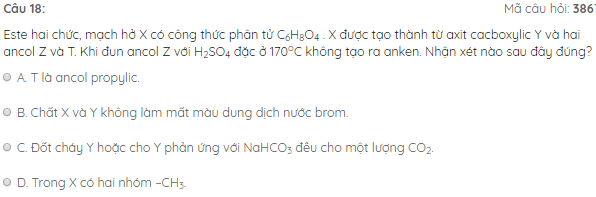 Câu 18: Mã câu hỏi: 386
Este hai chức, mạch hở X có công thức phân tử C₆H₈O₄ . X được tạo thành từ axit cacboxylic Y và hai
ancol Z và T. Khi đun ancol Z với H₂SO₄ đặc ở 170⁰C không tạo ra anken. Nhận xét nào sau đây đúng?
A. T là ancol propylic.
B. Chất X và Y không làm mất màu dung dịch nước brom.
C. Đốt cháy Y hoặc cho Y phản ứng với NaHCO₃ đều cho một lượng CO₂.
D. Trong X có hai nhóm –CH₃.